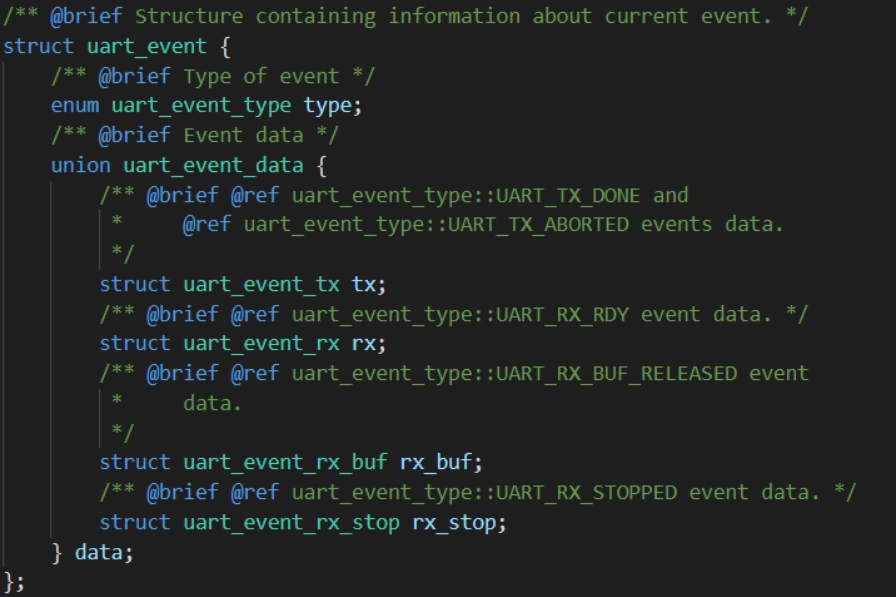 /** @brief Structure containing information about current event. */
struct uart_event {
    /** @brief Type of event */
    enum uart_event_type type;
    /** @brief Event data */
    union uart_event_data {
        /** @brief @ref uart_event_type::UART_TX_DONE and
         *      @ref uart_event_type::UART_TX_ABORTED events data.
         */
        struct uart_event_tx tx;
        /** @brief @ref uart_event_type::UART_RX_RDY event data. */
        struct uart_event_rx rx;
        /** @brief @ref uart_event_type::UART_RX_BUF_RELEASED event
         *      data.
         */
        struct uart_event_rx_buf rx_buf;
        /** @brief @ref uart_event_type::UART_RX_STOPPED event data. */
        struct uart_event_rx_stop rx_stop;
    } data;
};